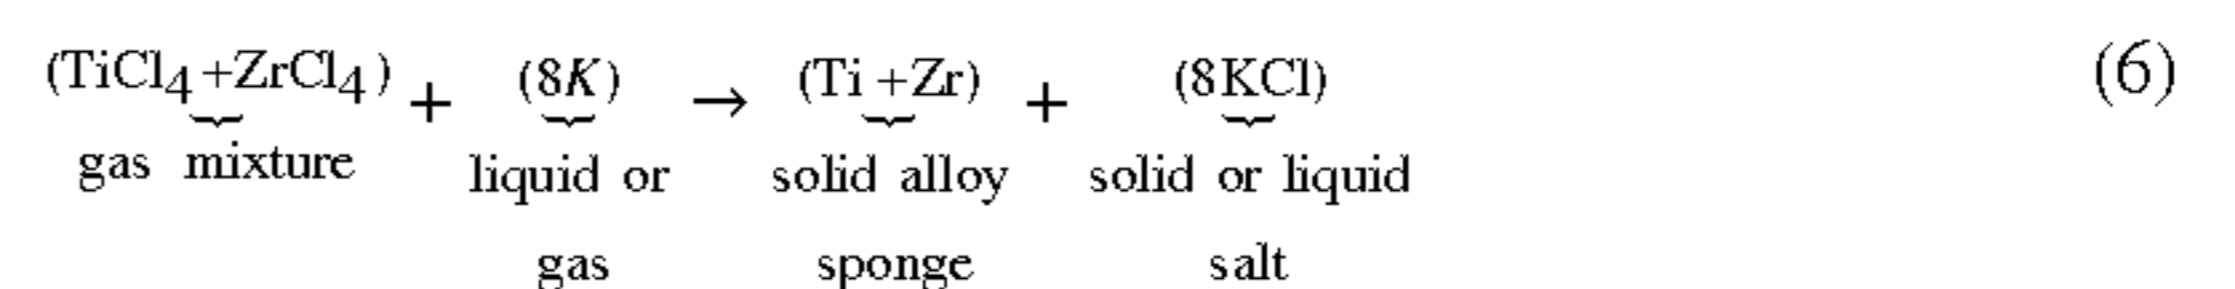 (TiCl4+ZrCl4) + (8K) → (Ti+Zr) + (8KCl) (6)
gas mixture liquid or solid alloy solid or liquid
gas sponge salt